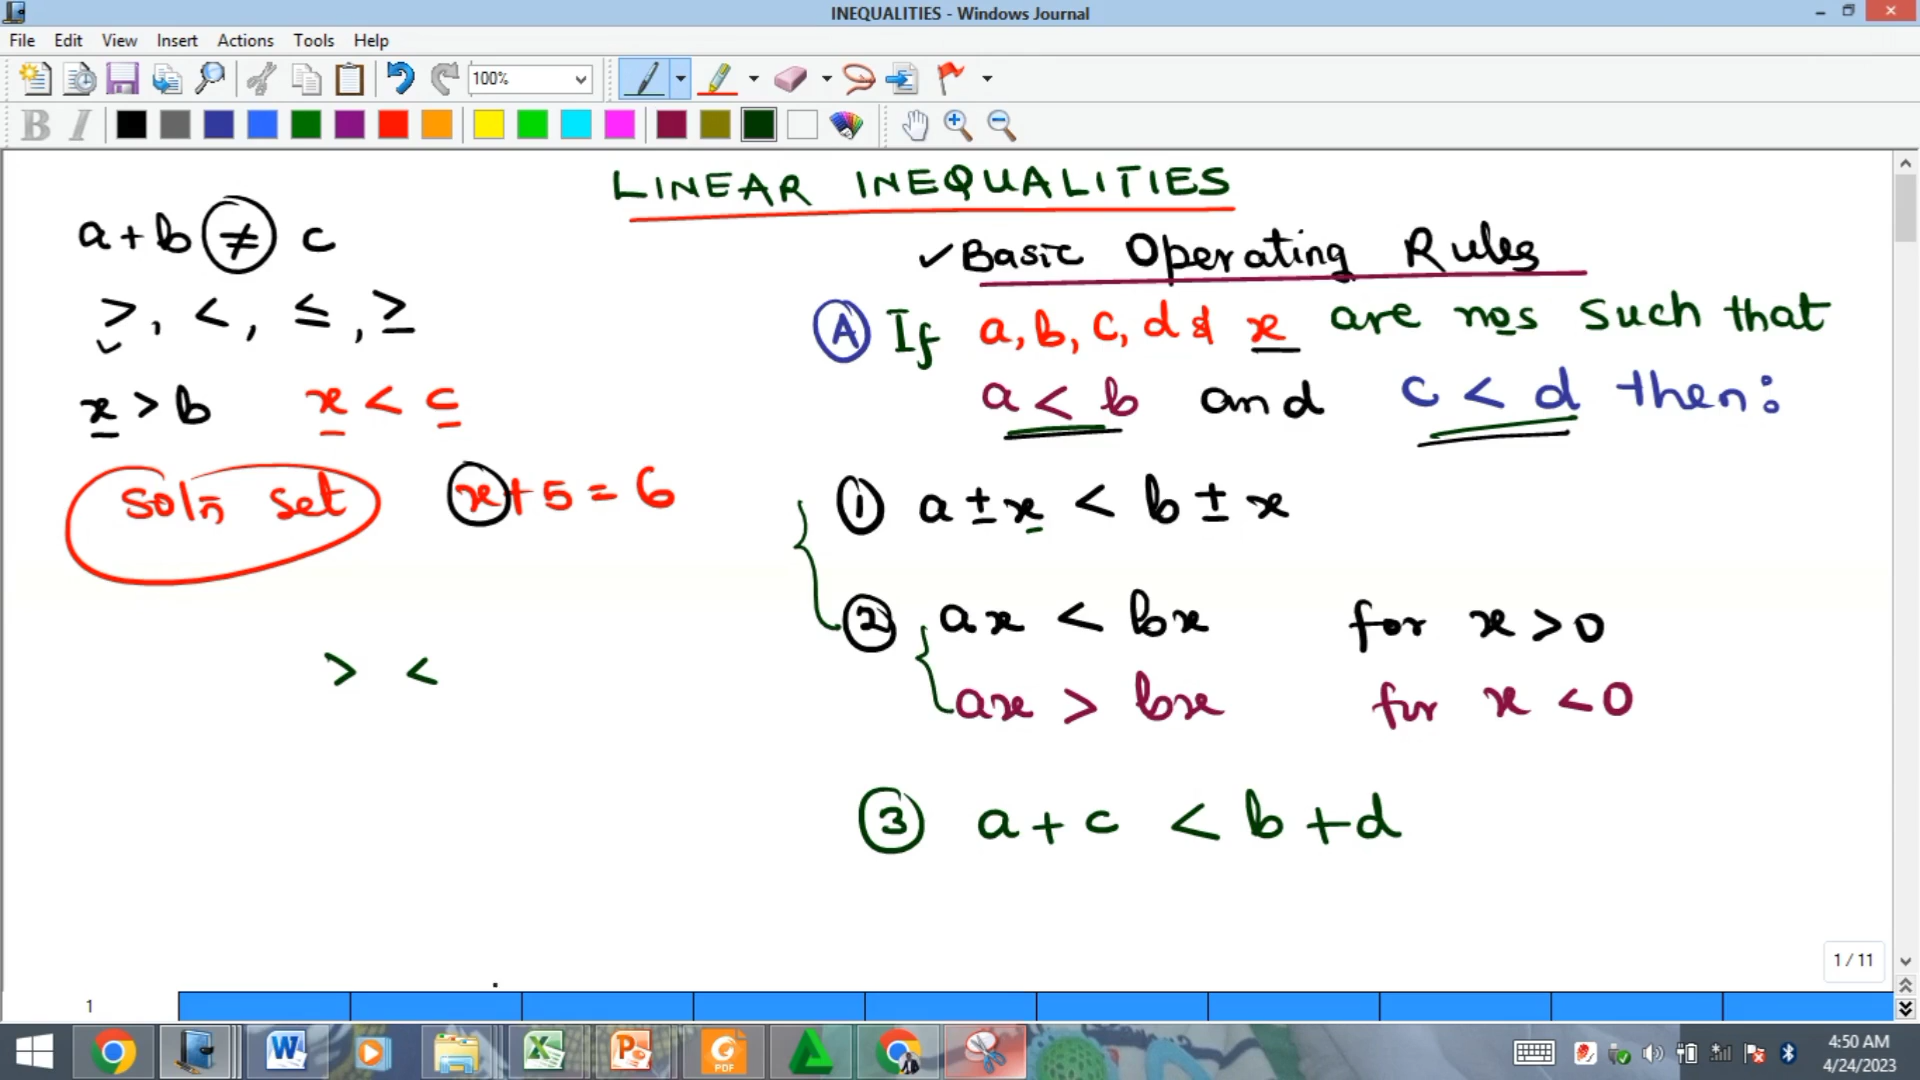 INEQUALITIES - Windows Journal
File Edit View Insert Actions Tools Help
100%
B I
LINEAR INEQUALITIES
a+b ≠ c
>, <, ≤, ≥
x > b x < c
soln set x+5=6
> <
✓Basic Operating Rules
A If a, b, c, d & x are nos such that
a < b and c < d then:
1 a ± x < b ± x
2 ax < bx for x > 0
ax > bx for x < 0
3 a + c < b + d
1 / 11
1
W X P PDF
4:50 AM
4/24/2023